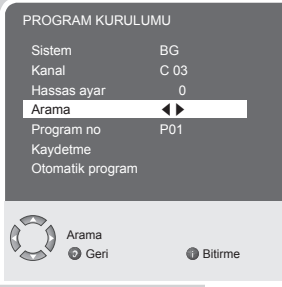 PROGRAM KURULUMU
Sistem BG
Kanal C 03
Hassas ayar 0
Arama ◀ ▶
Program no P01
Kaydetme
Otomatik program
Arama
Geri
Bitirme